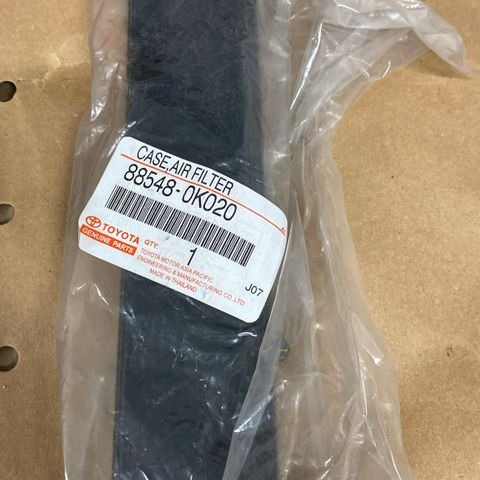 CASE,AIR FILTER
88548-0K020
TOYOTA
GENUINE PARTS
QTY:
1
TOYOTA MOTOR ASIA PACIFIC
ENGINEERING & MANUFACTURING CO.,LTD.
MADE IN THAILAND
J07